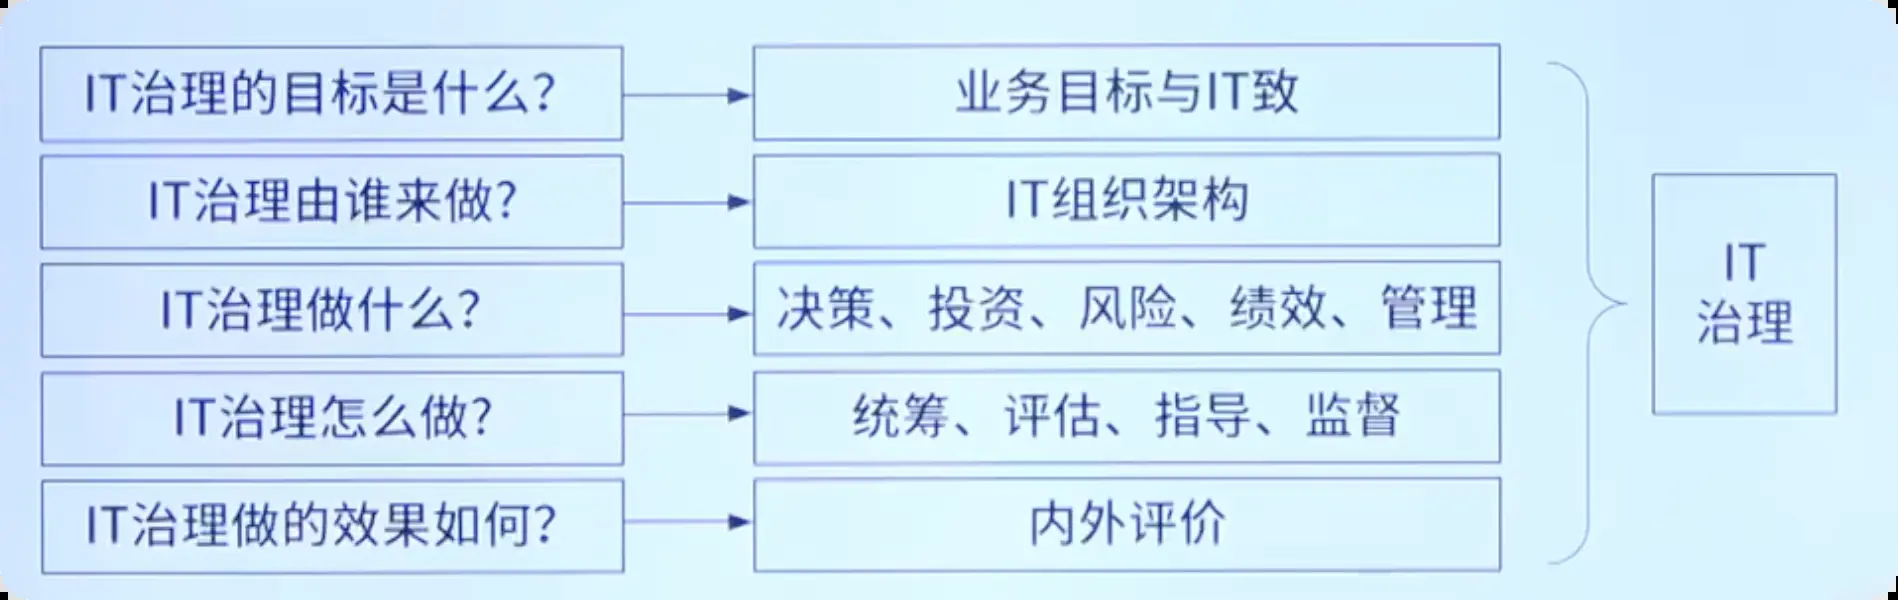 IT治理的目标是什么？
业务目标与IT致
IT治理由谁来做？
IT组织架构
IT治理做什么？
决策、投资、风险、绩效、管理
IT治理怎么做？
统筹、评估、指导、监督
IT治理做的效果如何？
内外评价
IT
治理